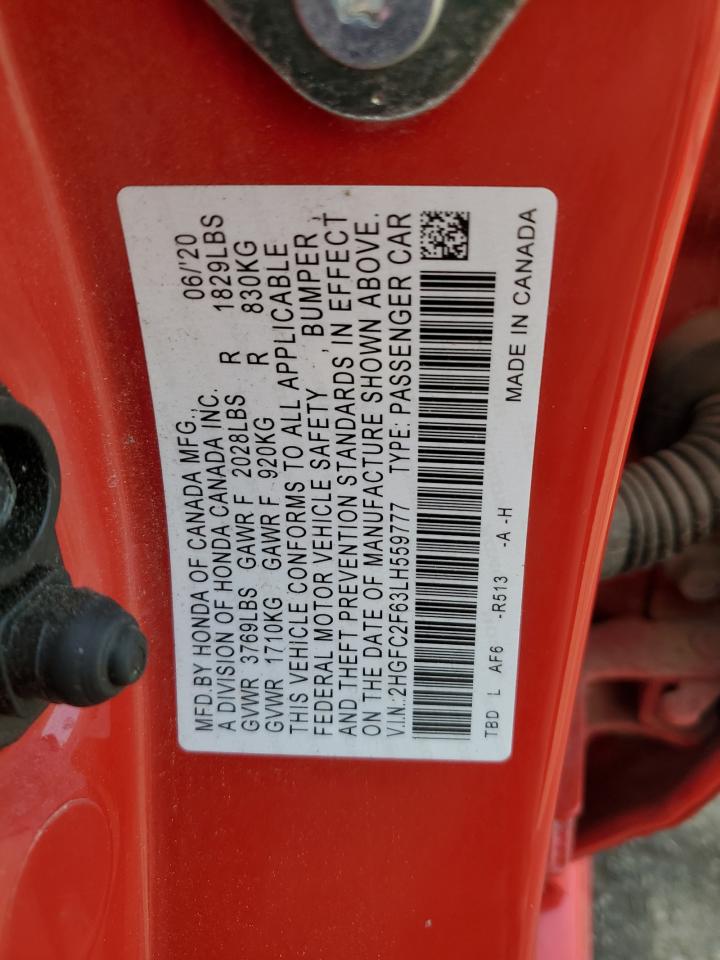 MFD.BY HONDA OF CANADA MFG., 06/'20
A DIVISION OF HONDA CANADA INC.
GVWR 3769LBS GAWR F 2028LBS R 1829LBS
GVWR 1710KG GAWR F 920KG R 830KG
THIS VEHICLE CONFORMS TO ALL APPLICABLE
FEDERAL MOTOR VEHICLE SAFETY , BUMPER ,
AND THEFT PREVENTION STANDARDS IN EFFECT
ON THE DATE OF MANUFACTURE SHOWN ABOVE.
V.I.N.:2HGFC2F63LH559777 TYPE: PASSENGER CAR
TBD L AF6 -R513 -A -H MADE IN CANADA